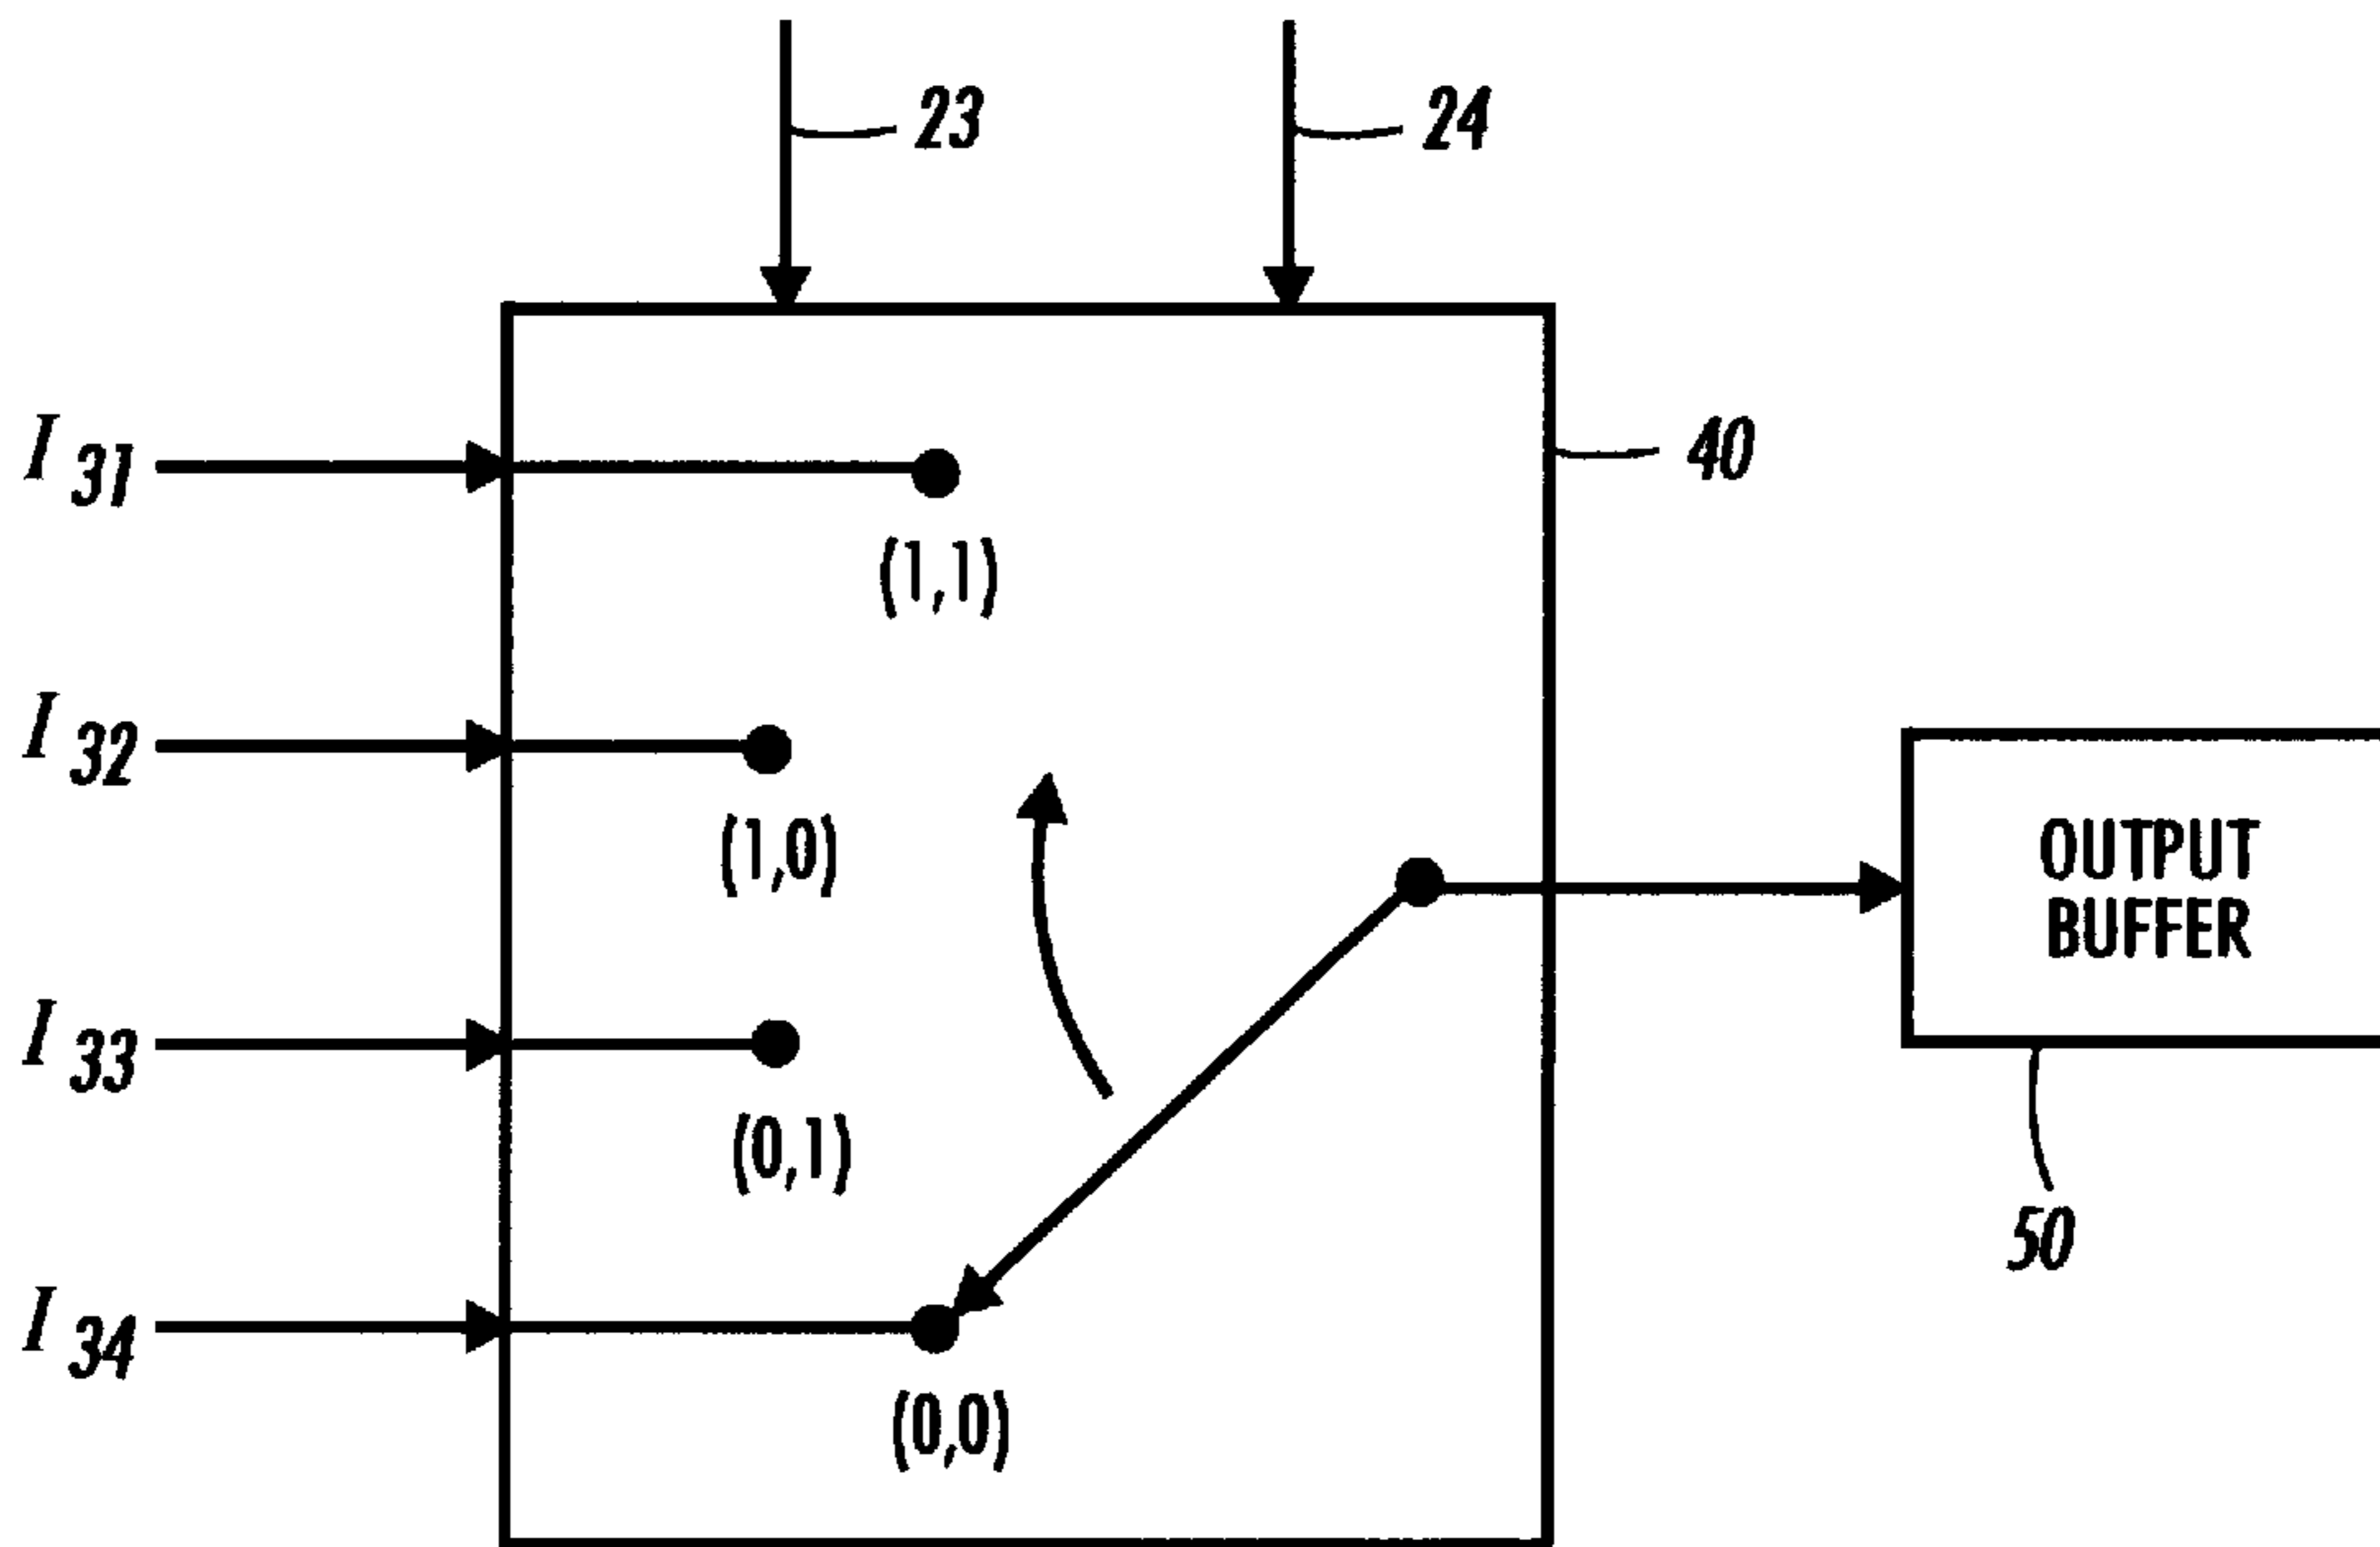 23
24
I 31
40
(1,1)
I 32
(1,0)
OUTPUT
BUFFER
I 33
(0,1)
50
I 34
(0,0)